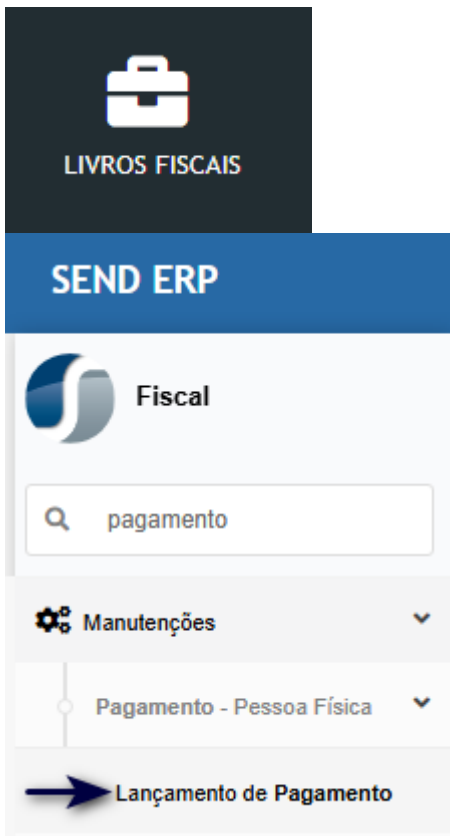 LIVROS FISCAIS
SEND ERP
Fiscal
pagamento
Manutenções
Pagamento - Pessoa Física
Lançamento de Pagamento